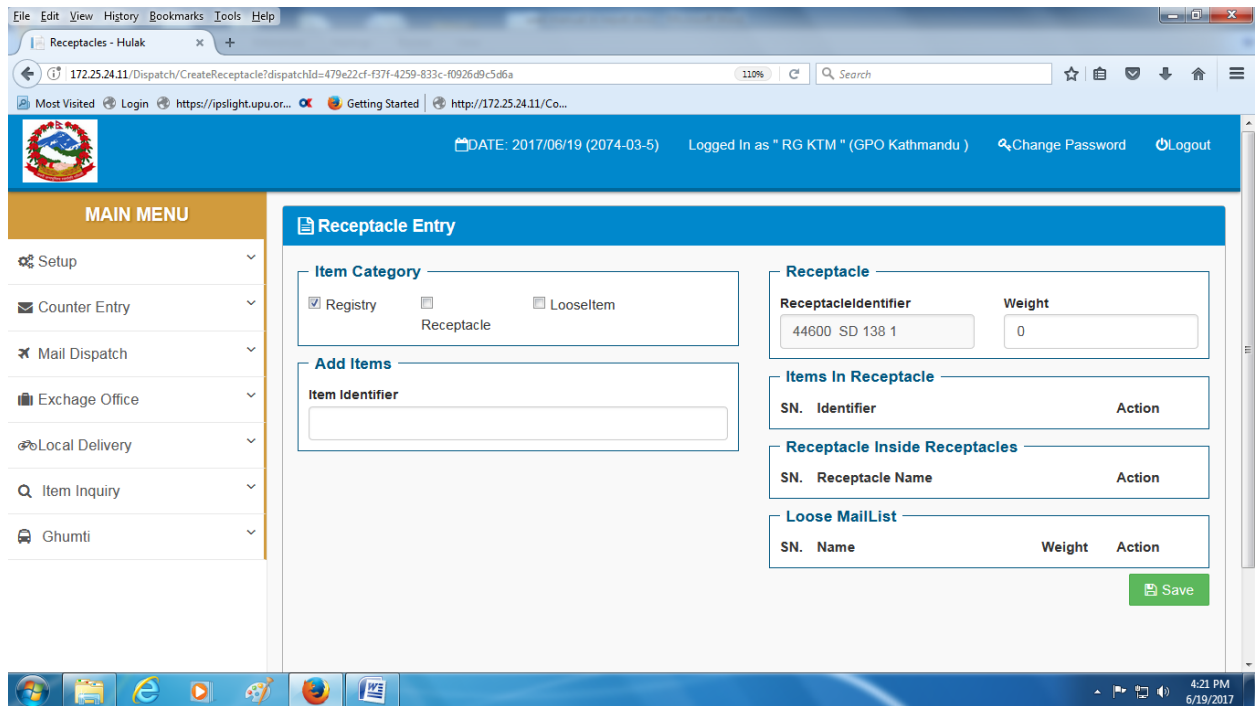 File Edit View History Bookmarks Tools Help
Receptacles - Hulak
172.25.24.11/Dispatch/CreateReceptacle?dispatchId=479e22cf-f37f-4259-833c-f0926d9c5d6a 110% Search
Most Visited Login https://ipslight.upu.or... Getting Started http://172.25.24.11/Co...
DATE: 2017/06/19 (2074-03-5) Logged In as " RG KTM " (GPO Kathmandu ) Change Password Logout
MAIN MENU
Setup
Counter Entry
Mail Dispatch
Exchage Office
Local Delivery
Item Inquiry
Ghumti
Receptacle Entry
Item Category
Registry Receptacle LooseItem
Add Items
Item Identifier
Receptacle
ReceptacleIdentifier Weight
44600 SD 138 1 0
Items In Receptacle
SN. Identifier Action
Receptacle Inside Receptacles
SN. Receptacle Name Action
Loose MailList
SN. Name Weight Action
Save
4:21 PM
6/19/2017